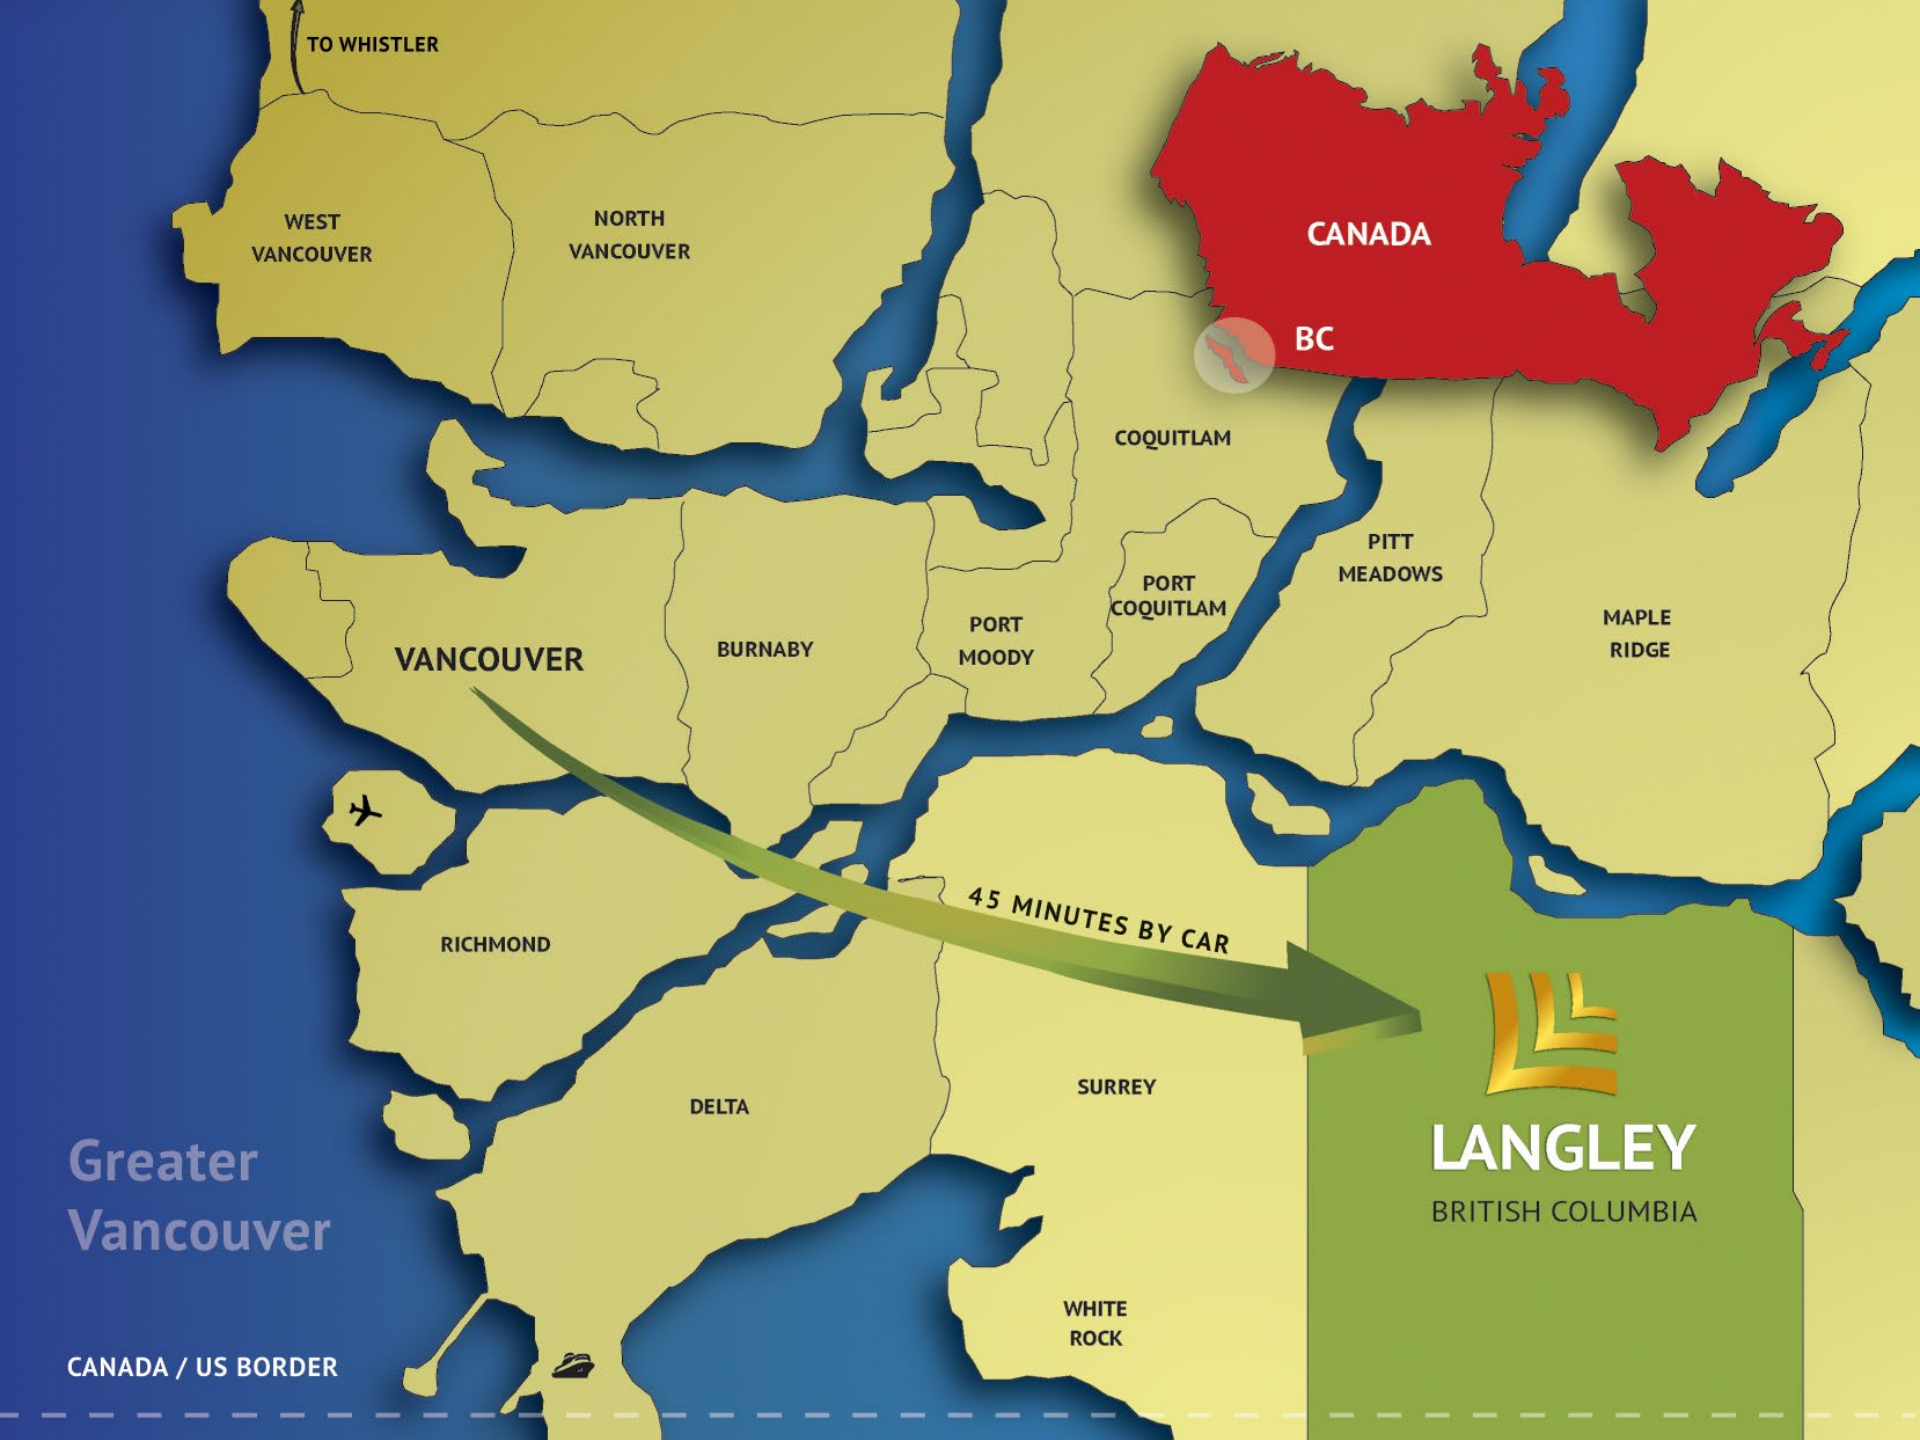 TO WHISTLER
WEST
VANCOUVER
NORTH
VANCOUVER
CANADA
BC
COQUITLAM
PITT
MEADOWS
PORT
COQUITLAM
MAPLE
RIDGE
PORT
MOODY
BURNABY
VANCOUVER
45 MINUTES BY CAR
RICHMOND
SURREY
DELTA
LANGLEY
BRITISH COLUMBIA
Greater
Vancouver
WHITE
ROCK
CANADA / US BORDER